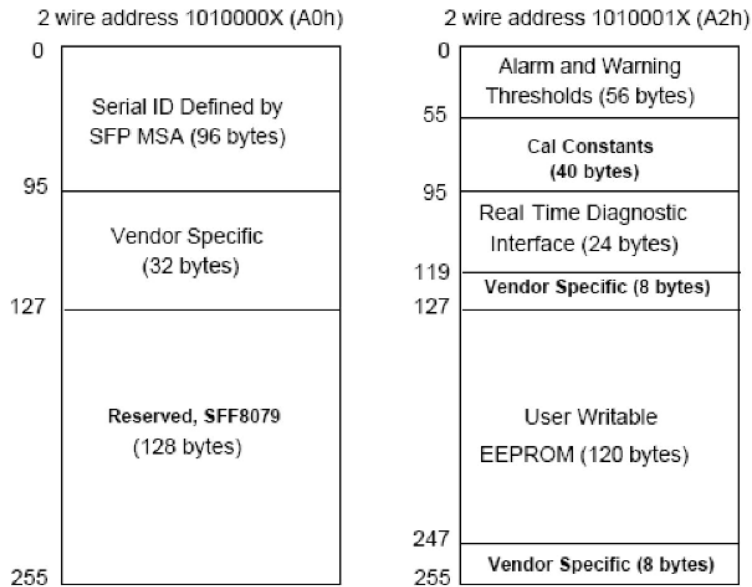 2 wire address 1010000X (A0h)
0
Serial ID Defined by
SFP MSA (96 bytes)
95
Vendor Specific
(32 bytes)
127
Reserved, SFF8079
(128 bytes)
255
2 wire address 1010001X (A2h)
0
Alarm and Warning
Thresholds (56 bytes)
55
Cal Constants
(40 bytes)
95
Real Time Diagnostic
Interface (24 bytes)
119
Vendor Specific (8 bytes)
127
User Writable
EEPROM (120 bytes)
247
Vendor Specific (8 bytes)
255